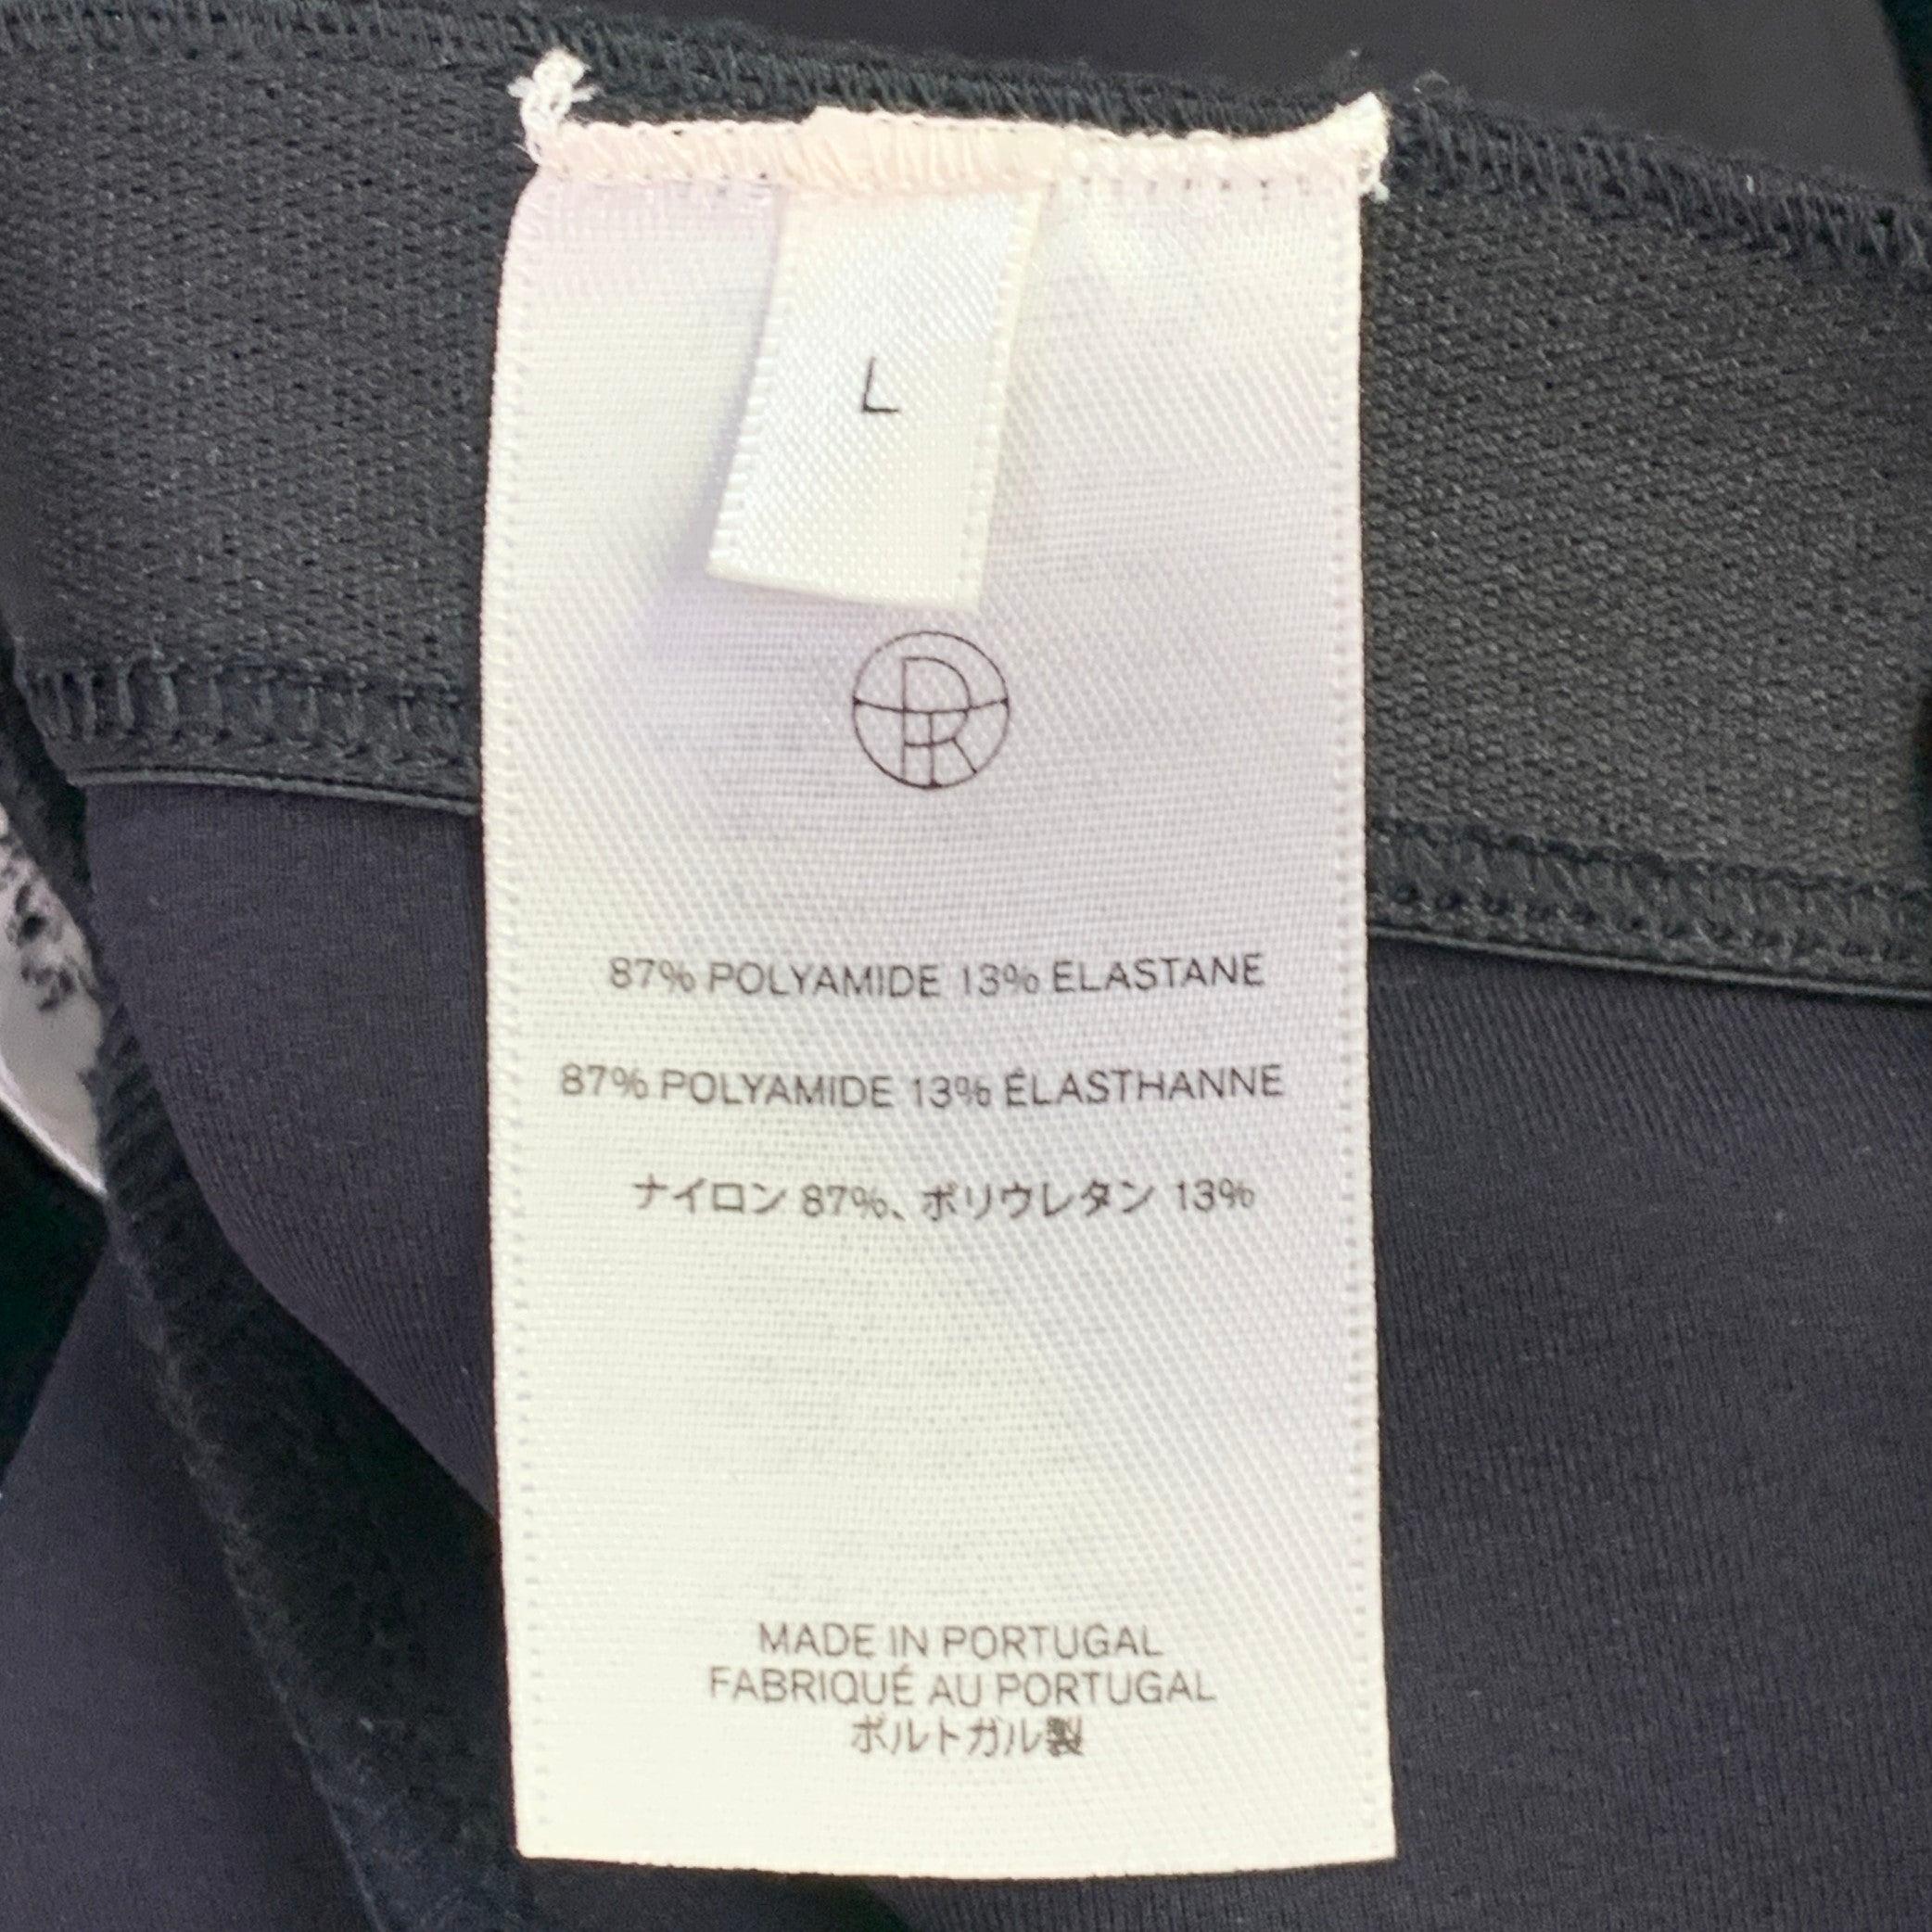 L
DR
87% POLYAMIDE 13% ELASTANE
87% POLYAMIDE 13% ÉLASTHANNE
ナイロン 87%、ポリウレタン 13%
MADE IN PORTUGAL
FABRIQUÉ AU PORTUGAL
ポルトガル製